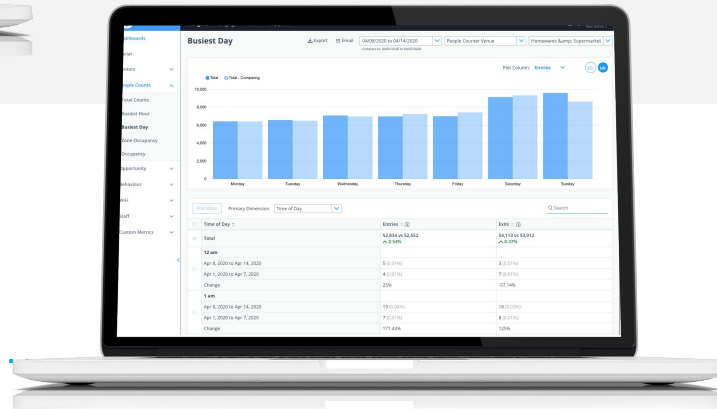 Busiest Day
Export
Email
04/08/2020 to 04/14/2020
People Counter Venue
Homewares &amp; Supermarket
Compare to: 04/01/2020 to 04/07/2020
People Counts
Total Counts
Busiest Hour
Busiest Day
Zone Occupancy
Occupancy
Opportunity
Behaviour
WiFi
Staff
Custom Metrics
Plot Column: Entries
Total
Total - Comparing
10,000
8,000
6,000
4,000
2,000
0
Monday
Tuesday
Wednesday
Thursday
Friday
Saturday
Sunday
Plot Rows
Primary Dimension:
Time of Day
Search
Time of Day
Entries
Exits
Total
52,834 vs 52,552
54,113 vs 53,912
0.54%
0.37%
12 am
Apr 8, 2020 to Apr 14, 2020
5 (0.01%)
3 (0.01%)
Apr 1, 2020 to Apr 7, 2020
4 (0.01%)
7 (0.01%)
Change
25%
-57.14%
1 am
Apr 8, 2020 to Apr 14, 2020
19 (0.04%)
18 (0.03%)
Apr 1, 2020 to Apr 7, 2020
7 (0.01%)
8 (0.01%)
Change
171.43%
125%